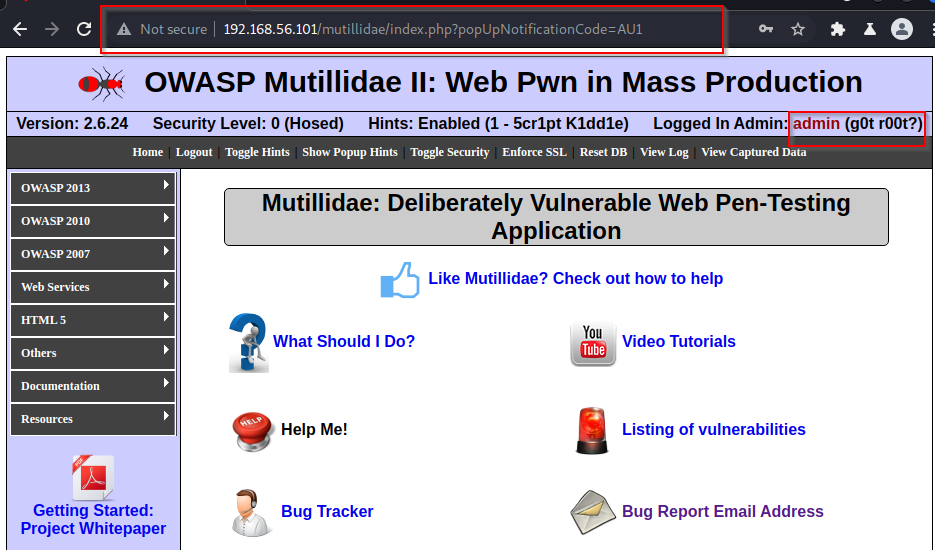 Not secure | 192.168.56.101/mutillidae/index.php?popUpNotificationCode=AU1
OWASP Mutillidae II: Web Pwn in Mass Production
Version: 2.6.24 Security Level: 0 (Hosed) Hints: Enabled (1 - 5cr1pt K1dd1e) Logged In Admin: admin (g0t r00t?)
Home | Logout | Toggle Hints | Show Popup Hints | Toggle Security | Enforce SSL | Reset DB | View Log | View Captured Data
OWASP 2013
OWASP 2010
OWASP 2007
Web Services
HTML 5
Others
Documentation
Resources
PDF
Getting Started:
Project Whitepaper
Mutillidae: Deliberately Vulnerable Web Pen-Testing
Application
Like Mutillidae? Check out how to help
What Should I Do?
You
Tube
Video Tutorials
HELP
Help Me!
Listing of vulnerabilities
Bug Tracker
Bug Report Email Address